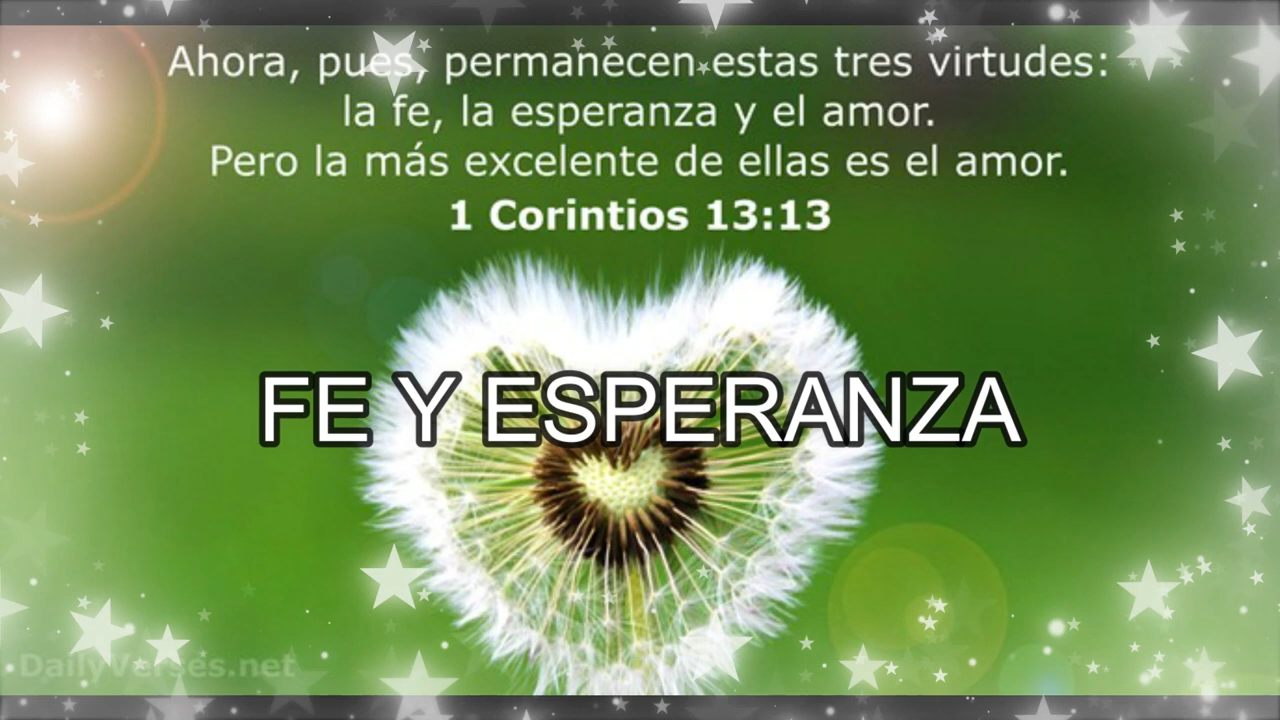 Ahora, pues, permanecen estas tres virtudes:
la fe, la esperanza y el amor.
Pero la más excelente de ellas es el amor.
1 Corintios 13:13
FE Y ESPERANZA
DailyVerses.net